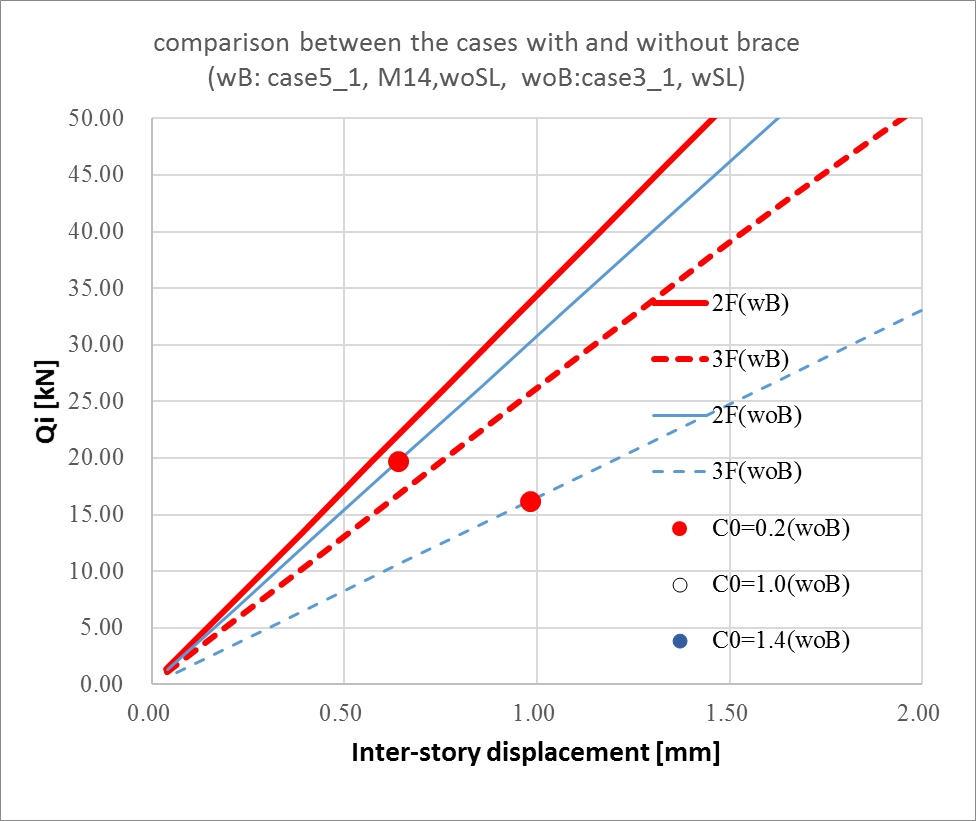 comparison between the cases with and without brace
(wB: case5_1, M14,woSL,  woB:case3_1, wSL)
50.00
45.00
40.00
35.00
30.00
25.00
20.00
15.00
10.00
5.00
0.00
Qi [kN]
2F(wB)
3F(wB)
2F(woB)
3F(woB)
C0=0.2(woB)
C0=1.0(woB)
C0=1.4(woB)
0.00 0.50 1.00 1.50 2.00
Inter-story displacement [mm]